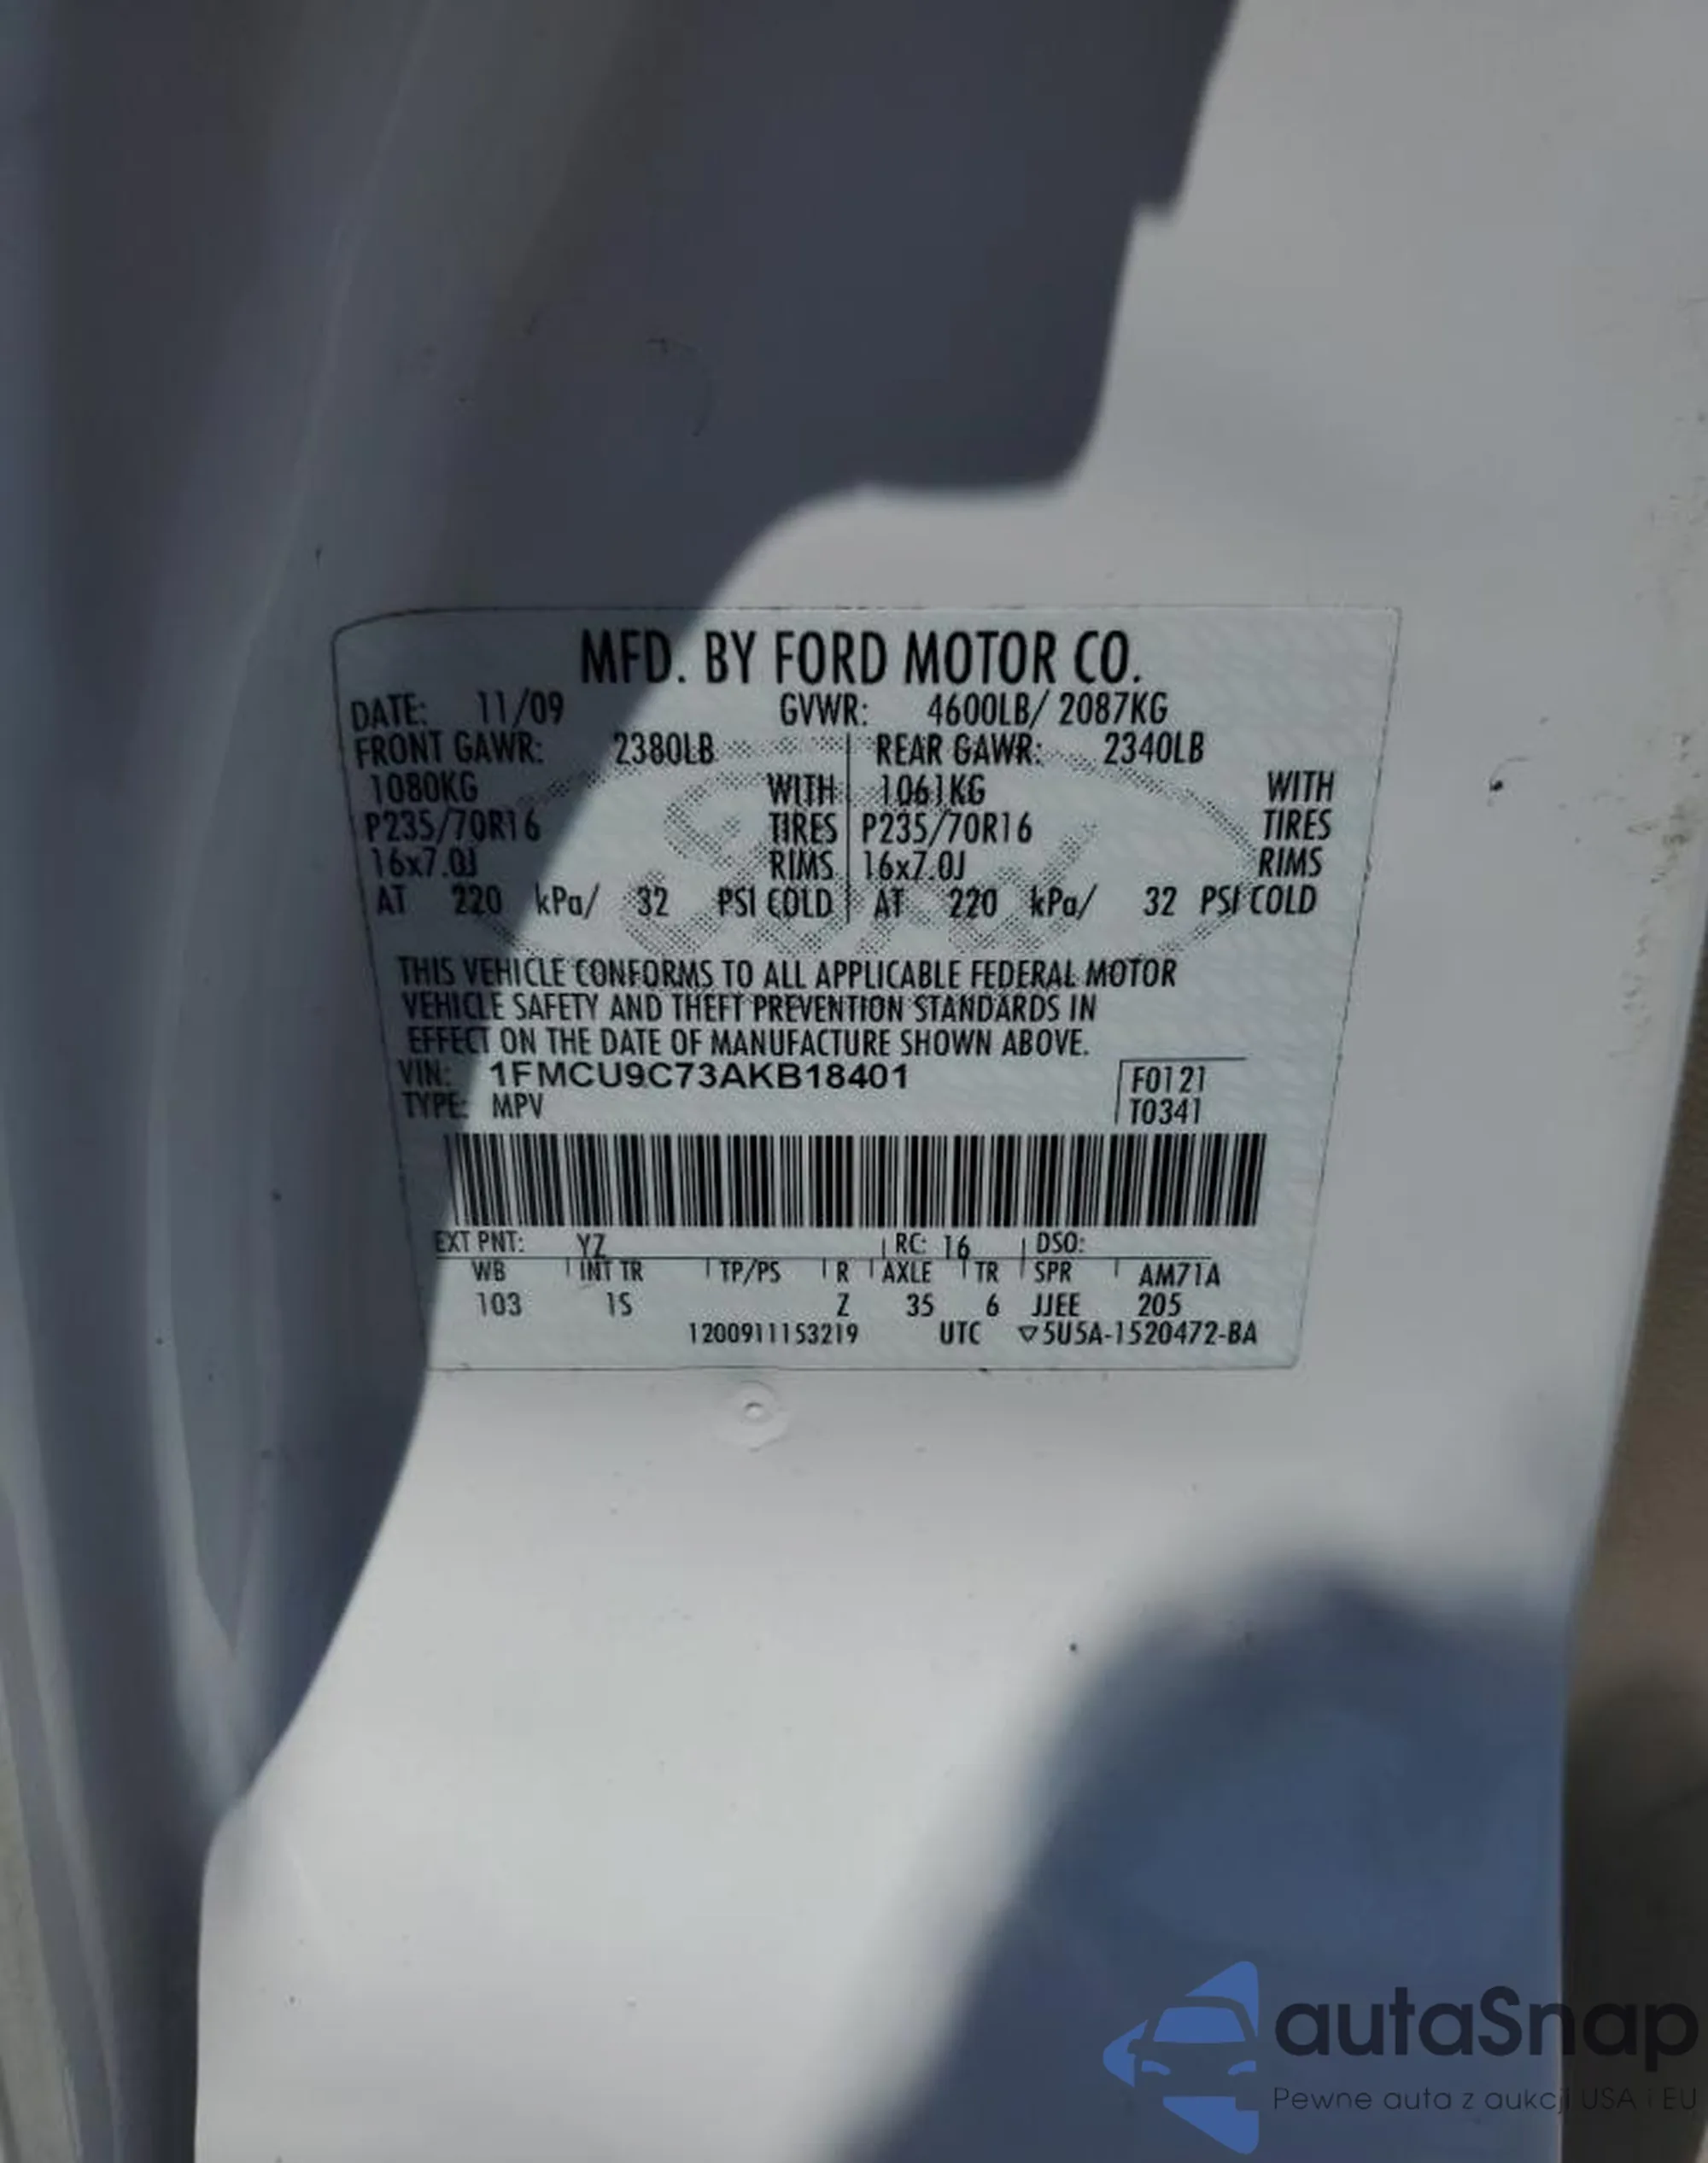 MFD. BY FORD MOTOR CO.
DATE: 11/09 GVWR: 4600LB/ 2087KG
FRONT GAWR: 2380LB REAR GAWR: 2340LB
1080KG WITH 1061KG WITH
P235/70R16 TIRES P235/70R16 TIRES
16x7.0J RIMS 16x7.0J RIMS
AT 220 kPa/ 32 PSI COLD AT 220 kPa/ 32 PSI COLD
THIS VEHICLE CONFORMS TO ALL APPLICABLE FEDERAL MOTOR
VEHICLE SAFETY AND THEFT PREVENTION STANDARDS IN
EFFECT ON THE DATE OF MANUFACTURE SHOWN ABOVE.
VIN: 1FMCU9C73AKB18401 F0121
TYPE: MPV T0341
EXT PNT: YZ RC: 16 DSO:
WB INT TR TP/PS R AXLE TR SPR AM71A
103 1S Z 35 6 JJEE 205
1200911153219 UTC ▽5U5A-1520472-BA
autaSnap
Pewne auta z aukcji USA i EU